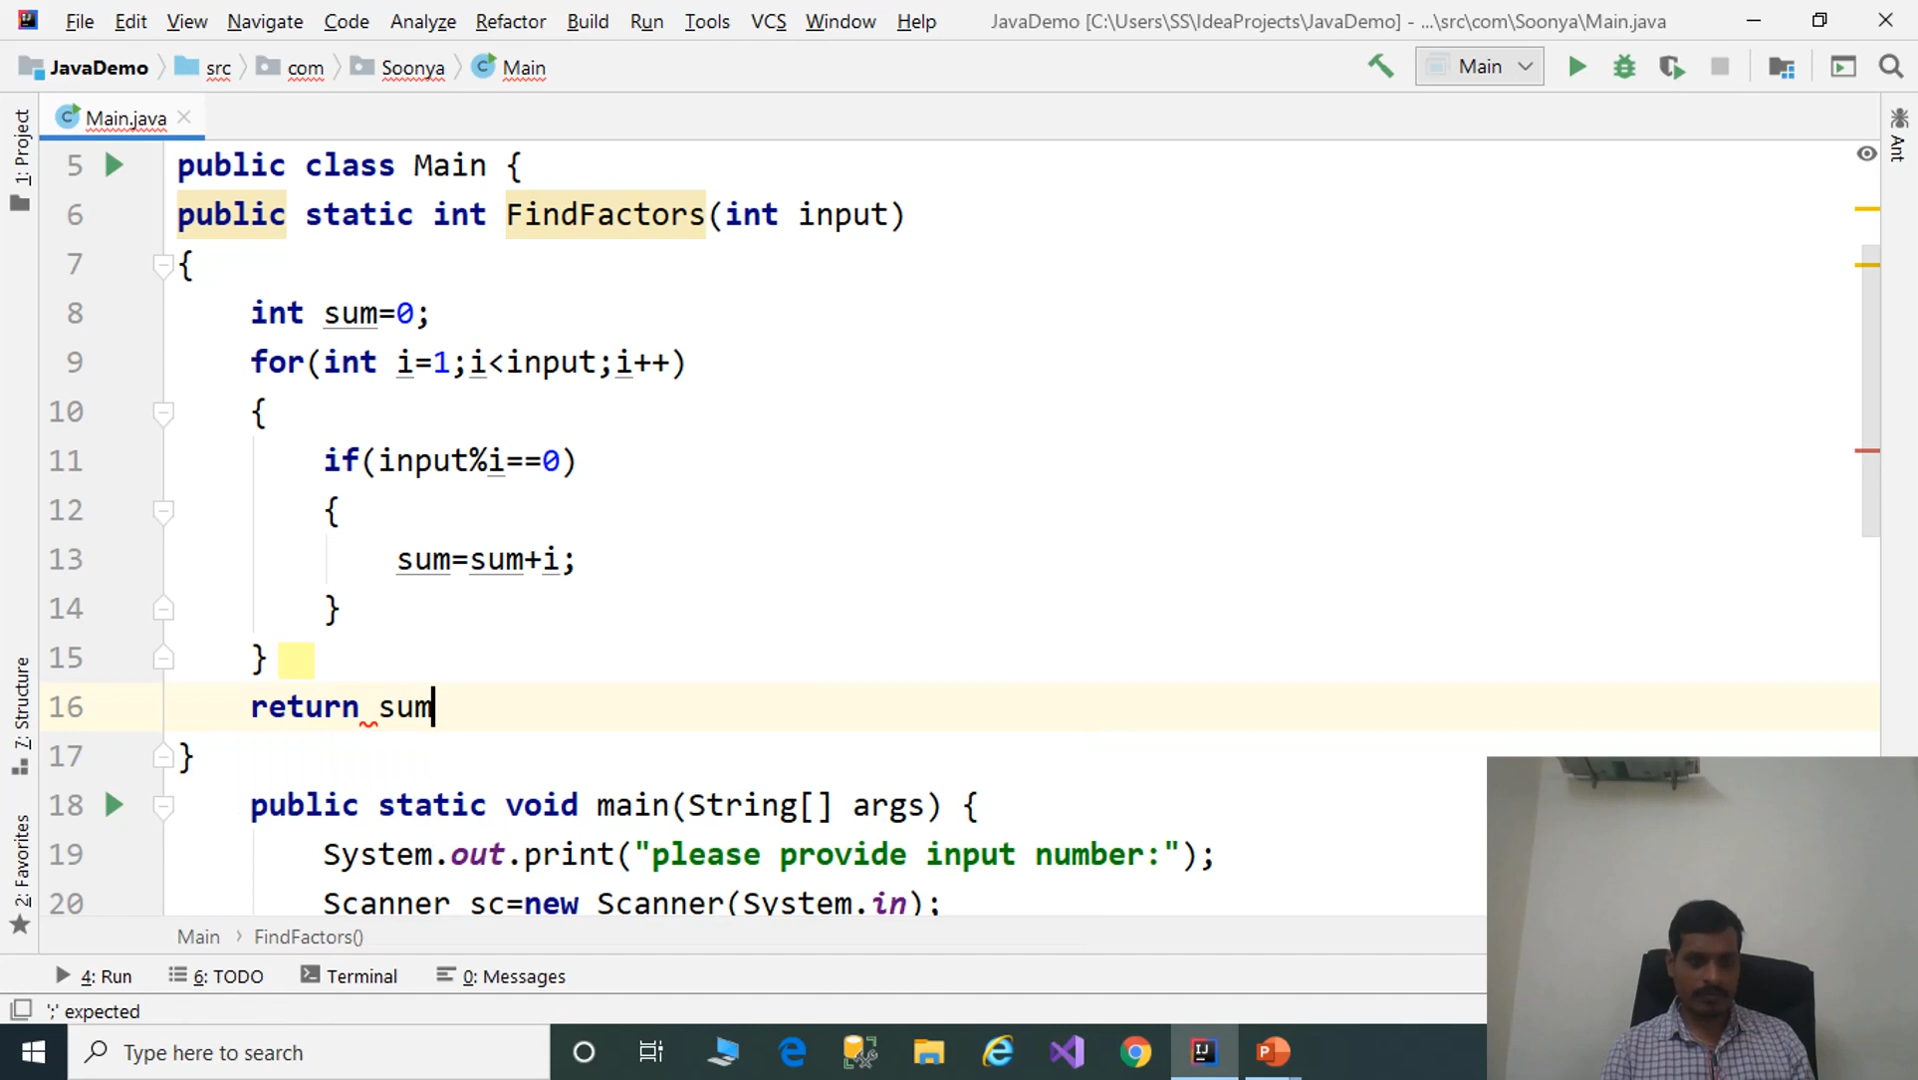 File Edit View Navigate Code Analyze Refactor Build Run Tools VCS Window Help JavaDemo [C:\Users\SS\IdeaProjects\JavaDemo] - ...\src\com\Soonya\Main.java
JavaDemo src com Soonya Main Main
Main.java
1: Project
7: Structure
2: Favorites
Ant
5 public class Main {
6 public static int FindFactors(int input)
7 {
8 int sum=0;
9 for(int i=1;i<input;i++)
10 {
11 if(input%i==0)
12 {
13 sum=sum+i;
14 }
15 }
16 return sum
17 }
18 public static void main(String[] args) {
19 System.out.print("please provide input number:");
20 Scanner sc=new Scanner(System.in);
Main FindFactors()
4: Run 6: TODO Terminal 0: Messages
';' expected
Type here to search